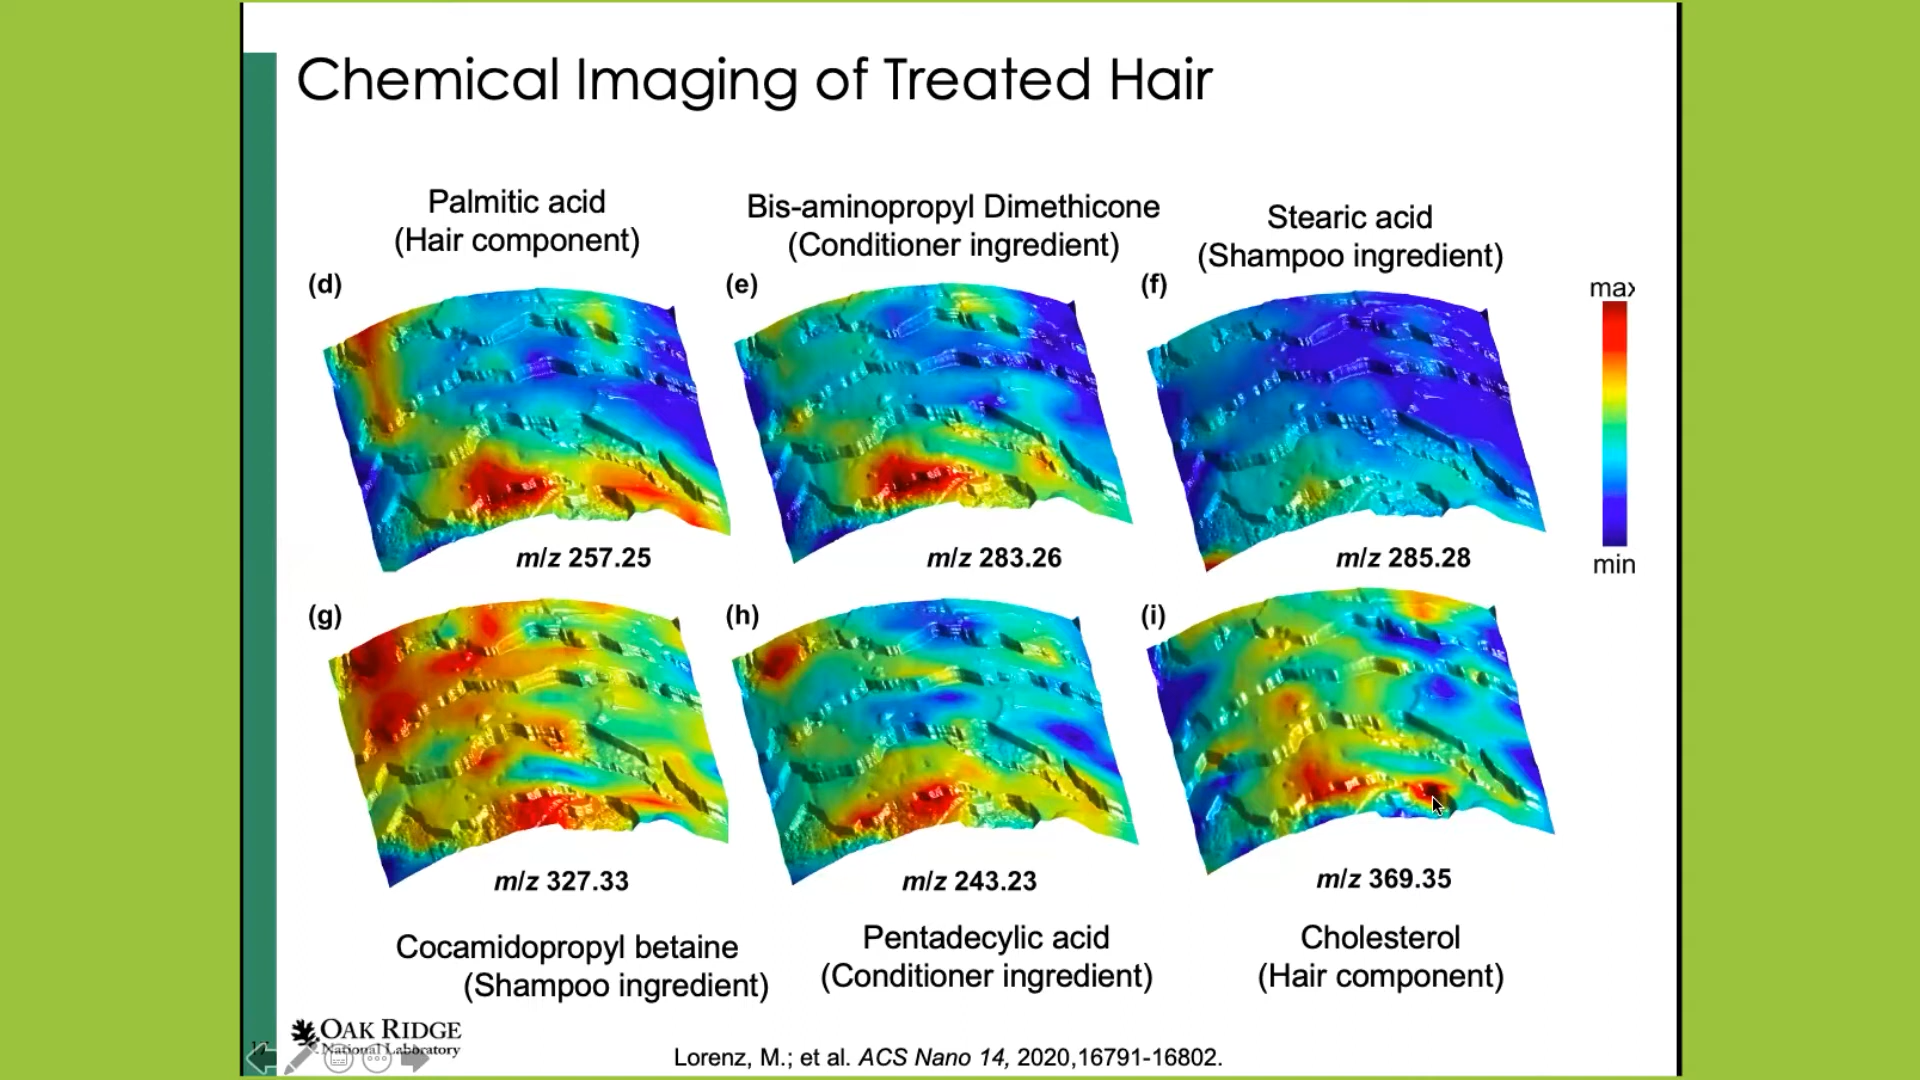 Chemical Imaging of Treated Hair
Palmitic acid
(Hair component)
Bis-aminopropyl Dimethicone
(Conditioner ingredient)
Stearic acid
(Shampoo ingredient)
(d)
(e)
(f)
max
min
m/z 257.25
m/z 283.26
m/z 285.28
(g)
(h)
(i)
m/z 327.33
m/z 243.23
m/z 369.35
Cocamidopropyl betaine
(Shampoo ingredient)
Pentadecylic acid
(Conditioner ingredient)
Cholesterol
(Hair component)
OAK RIDGE
National Laboratory
Lorenz, M.; et al. ACS Nano 14, 2020,16791-16802.